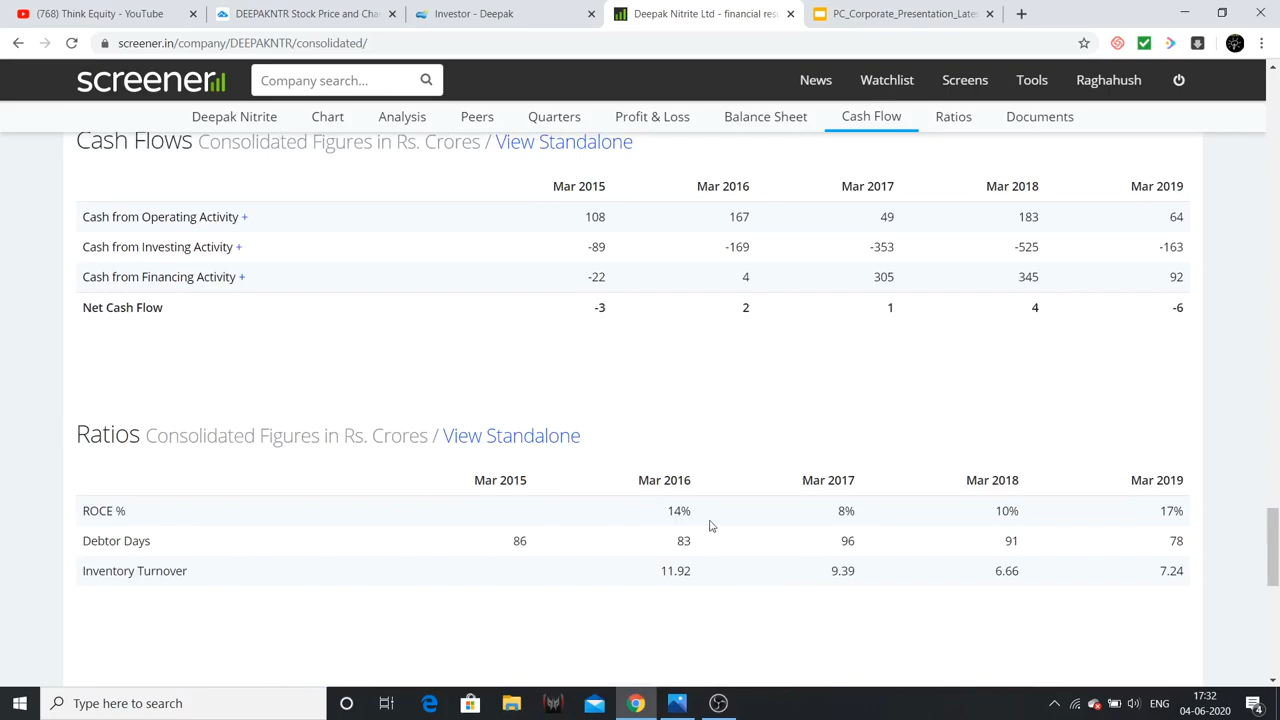 (768) Think Equity - YouTube
DEEPAKNTR Stock Price and Cha
Investor - Deepak
Deepak Nitrite Ltd - financial resu
PC_Corporate_Presentation_Lates
screener.in/company/DEEPAKNTR/consolidated/
screener
Company search...
News Watchlist Screens Tools Raghahush
Deepak Nitrite Chart Analysis Peers Quarters Profit & Loss Balance Sheet Cash Flow Ratios Documents
Cash Flows Consolidated Figures in Rs. Crores / View Standalone
Mar 2015 Mar 2016 Mar 2017 Mar 2018 Mar 2019
Cash from Operating Activity + 108 167 49 183 64
Cash from Investing Activity + -89 -169 -353 -525 -163
Cash from Financing Activity + -22 4 305 345 92
Net Cash Flow -3 2 1 4 -6
Ratios Consolidated Figures in Rs. Crores / View Standalone
Mar 2015 Mar 2016 Mar 2017 Mar 2018 Mar 2019
ROCE % 14% 8% 10% 17%
Debtor Days 86 83 96 91 78
Inventory Turnover 11.92 9.39 6.66 7.24
Type here to search
ENG
17:32
04-06-2020
4